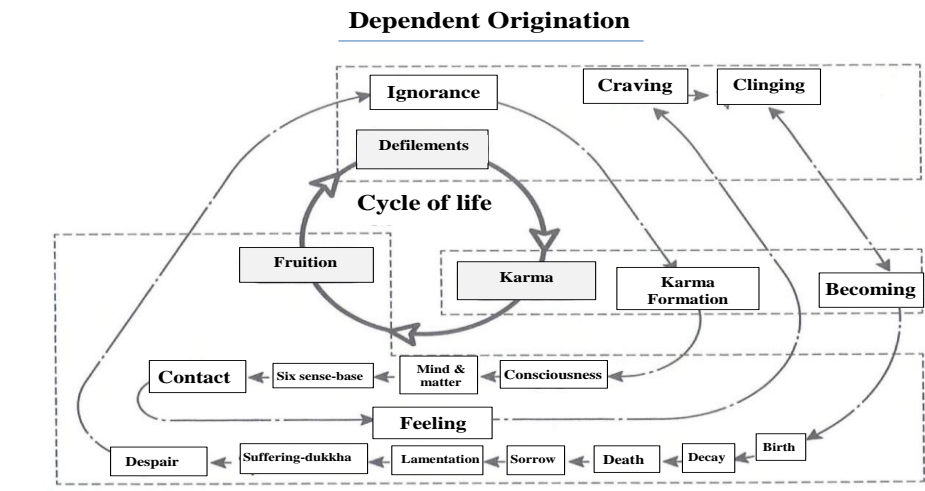 Dependent Origination
Ignorance
Craving
Clinging
Defilements
Cycle of life
Fruition
Karma
Karma
Formation
Becoming
Contact
Six sense-base
Mind &
matter
Consciousness
Feeling
Despair
Suffering-dukkha
Lamentation
Sorrow
Death
Decay
Birth